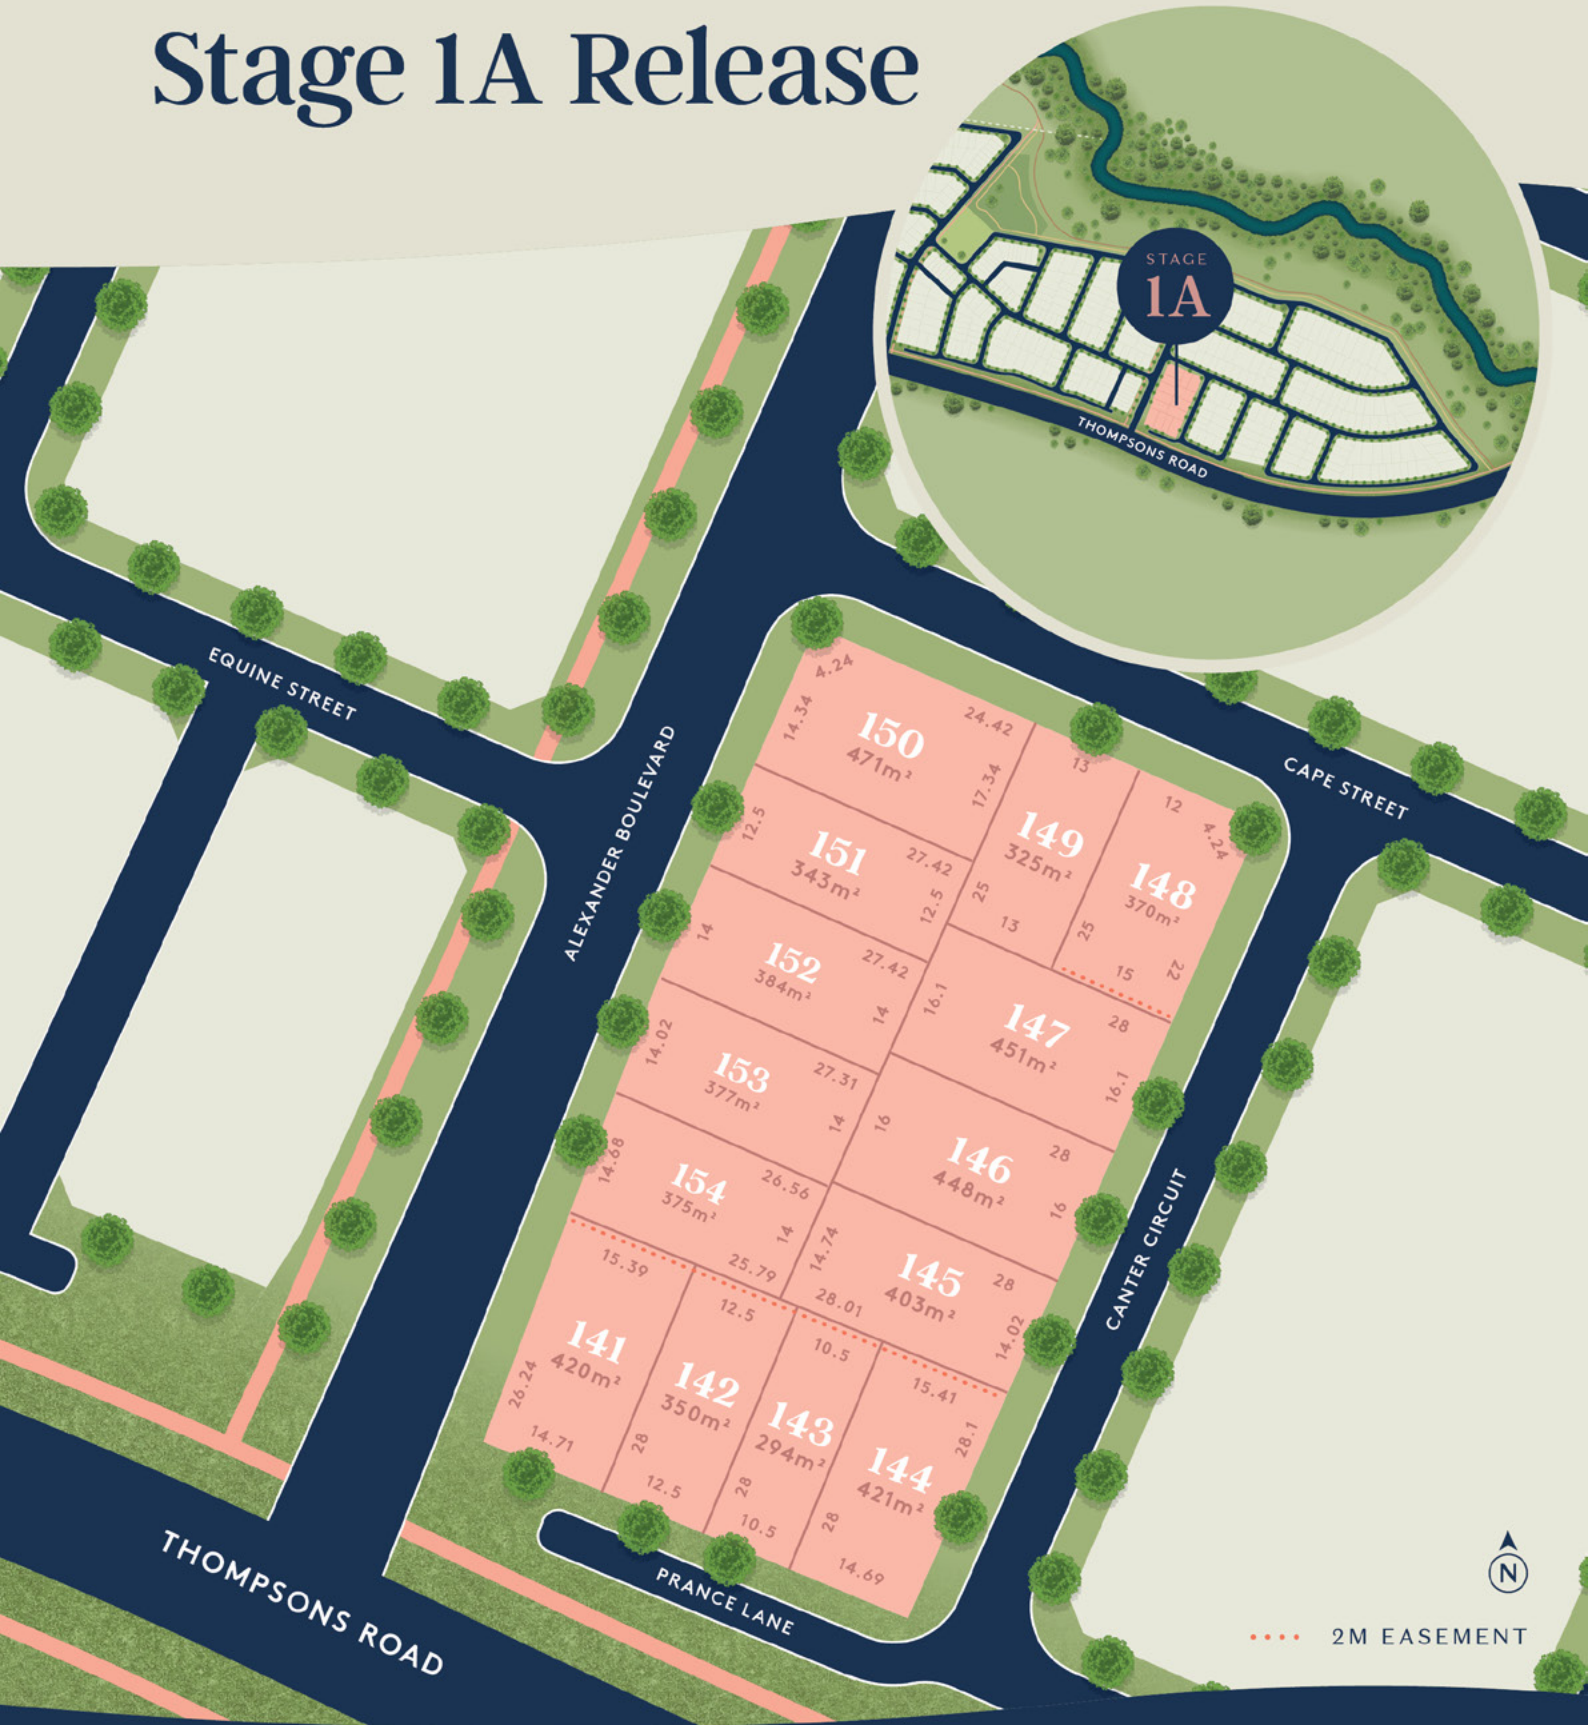 Stage 1A Release
STAGE
1A
THOMPSONS ROAD
EQUINE STREET
ALEXANDER BOULEVARD
CAPE STREET
CANTER CIRCUIT
4.24
14.34
150
471m²
24.42
17.34
13
149
325m²
25
13
12
4.24
148
370m²
25
15
22
12.5
151
343m²
27.42
12.5
14
152
384m²
27.42
14
16.1
147
451m²
28
16.1
14.02
153
377m²
27.31
14
16
146
448m²
28
16
14.68
154
375m²
26.56
14
25.79
14.74
145
403m²
28
28.01
14.02
15.39
141
420m²
26.24
14.71
12.5
142
350m²
28
12.5
10.5
143
294m²
28
10.5
15.41
144
421m²
28.1
28
14.69
PRANCE LANE
THOMPSONS ROAD
N
2M EASEMENT